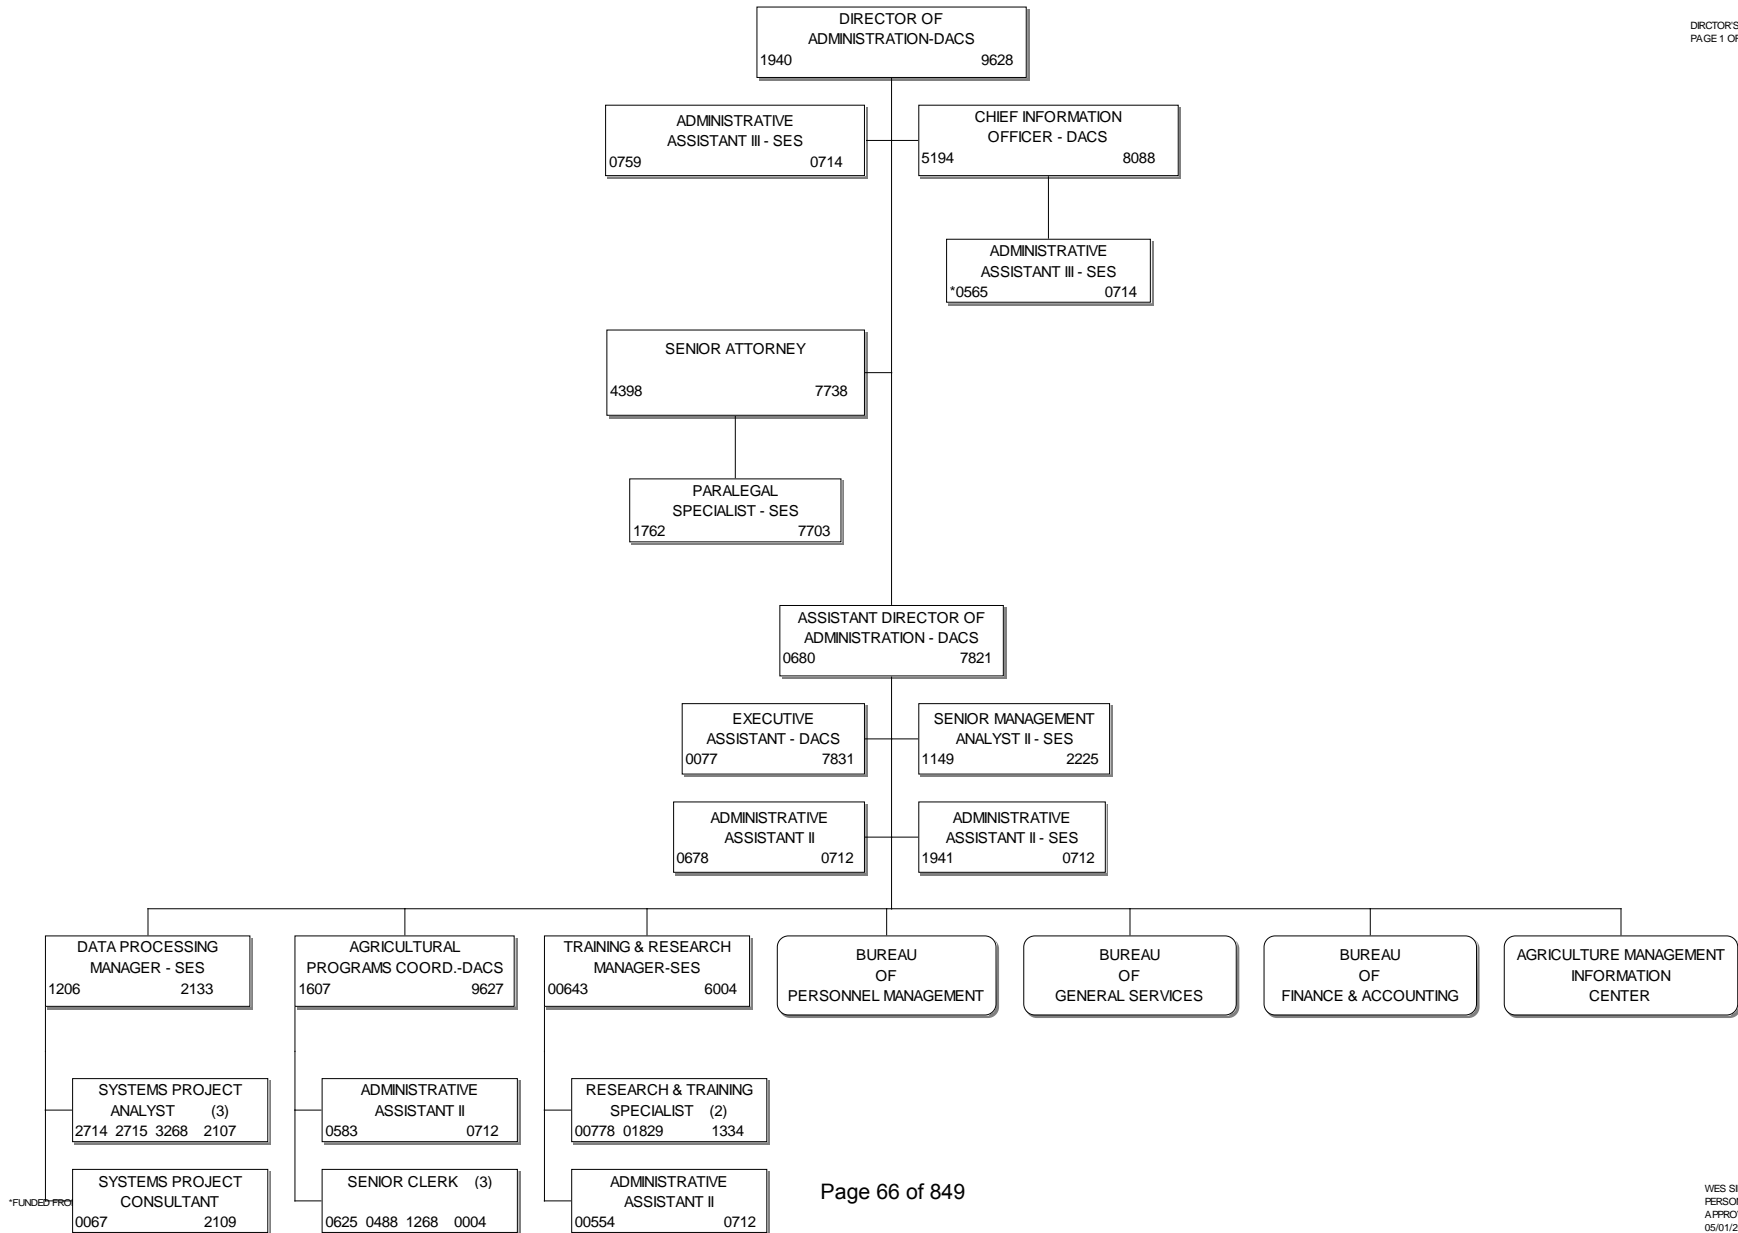 DIRECTOR OF
ADMINISTRATION-DACS
1940 9628
DIRCTOR'S
PAGE 1
ADMINISTRATIVE
ASSISTANT III - SES
0759 0714
CHIEF INFORMATION
OFFICER - DACS
5194 8088
ADMINISTRATIVE
ASSISTANT III - SES
*0565 0714
SENIOR ATTORNEY
4398 7738
PARALEGAL
SPECIALIST - SES
1762 7703
ASSISTANT DIRECTOR OF
ADMINISTRATION - DACS
0680 7821
EXECUTIVE
ASSISTANT - DACS
0077 7831
SENIOR MANAGEMENT
ANALYST II - SES
1149 2225
ADMINISTRATIVE
ASSISTANT II
0678 0712
ADMINISTRATIVE
ASSISTANT II - SES
1941 0712
DATA PROCESSING
MANAGER - SES
1206 2133
AGRICULTURAL
PROGRAMS COORD.-DACS
1607 9627
TRAINING & RESEARCH
MANAGER-SES
00643 6004
BUREAU
OF
PERSONNEL MANAGEMENT
BUREAU
OF
GENERAL SERVICES
BUREAU
OF
FINANCE & ACCOUNTING
AGRICULTURE MANAGEMENT
INFORMATION
CENTER
SYSTEMS PROJECT
ANALYST (3)
2714 2715 3268 2107
ADMINISTRATIVE
ASSISTANT II
0583 0712
RESEARCH & TRAINING
SPECIALIST (2)
00778 01829 1334
SYSTEMS PROJECT
CONSULTANT
0067 2109
SENIOR CLERK (3)
0625 0488 1268 0004
ADMINISTRATIVE
ASSISTANT II
00554 0712
*FUNDED
Page 66 of 849
WES